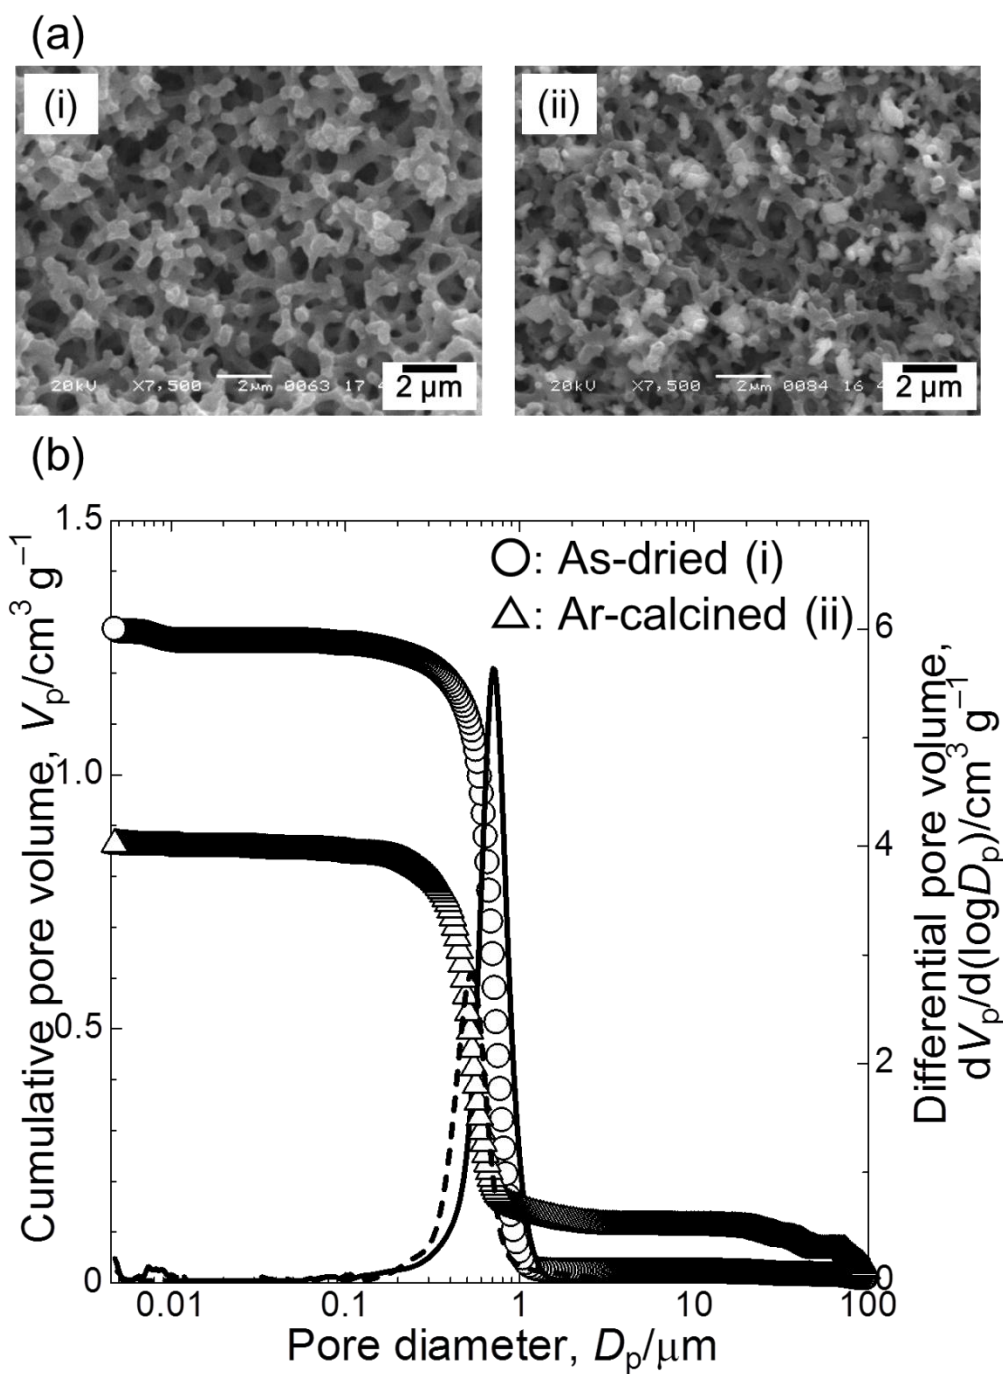 (a)
(i)
(ii)
20kV X7,500 2μm 0063 17 4
2 μm
20kV X7,500 2μm 0084 16 4
2 μm
(b)
1.5
1.0
0.5
0
6
4
2
0
○: As-dried (i)
△: Ar-calcined (ii)
Cumulative pore volume, Vp/cm³ g⁻¹
Differential pore volume,
dVp/d(logDp)/cm³ g⁻¹
0.01 0.1 1 10 100
Pore diameter, Dp/μm